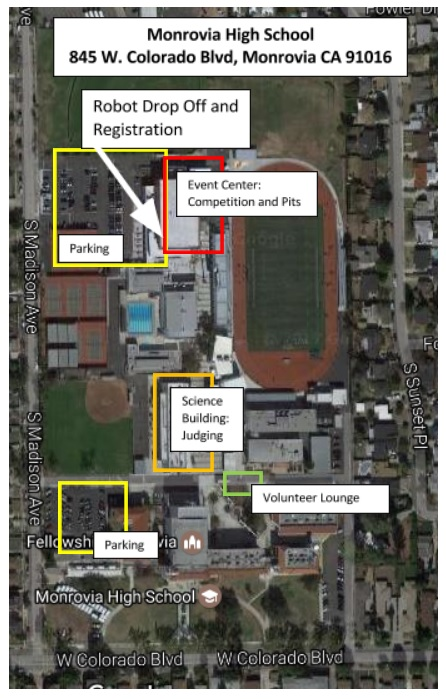 ve
Monrovia High School
845 W. Colorado Blvd, Monrovia CA 91016
Robot Drop Off and
Registration
Event Center:
Competition and Pits
Parking
S Madison Ave
Science
Building:
Judging
S Madison Ave
S Sunset Pl
Volunteer Lounge
Parking
Monrovia High School
W Colorado Blvd
W Colorado Blvd